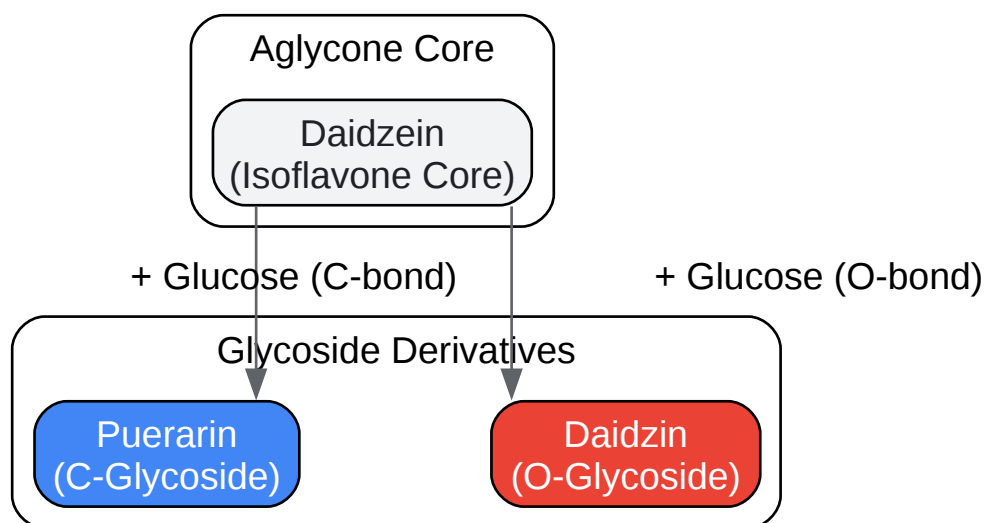 Aglycone Core
Daidzein
(Isoflavone Core)
+ Glucose (C-bond)
+ Glucose (O-bond)
Glycoside Derivatives
Puerarin
(C-Glycoside)
Daidzin
(O-Glycoside)